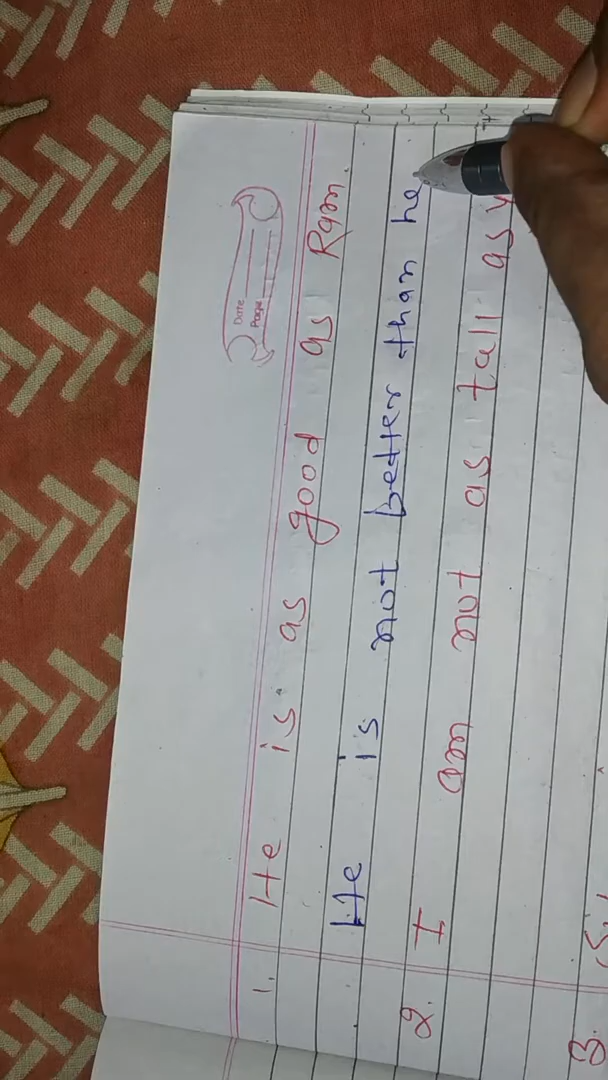 Date
Page
1. He is as good as Ram.
He is not better than he
2. I am not as tall as
3.